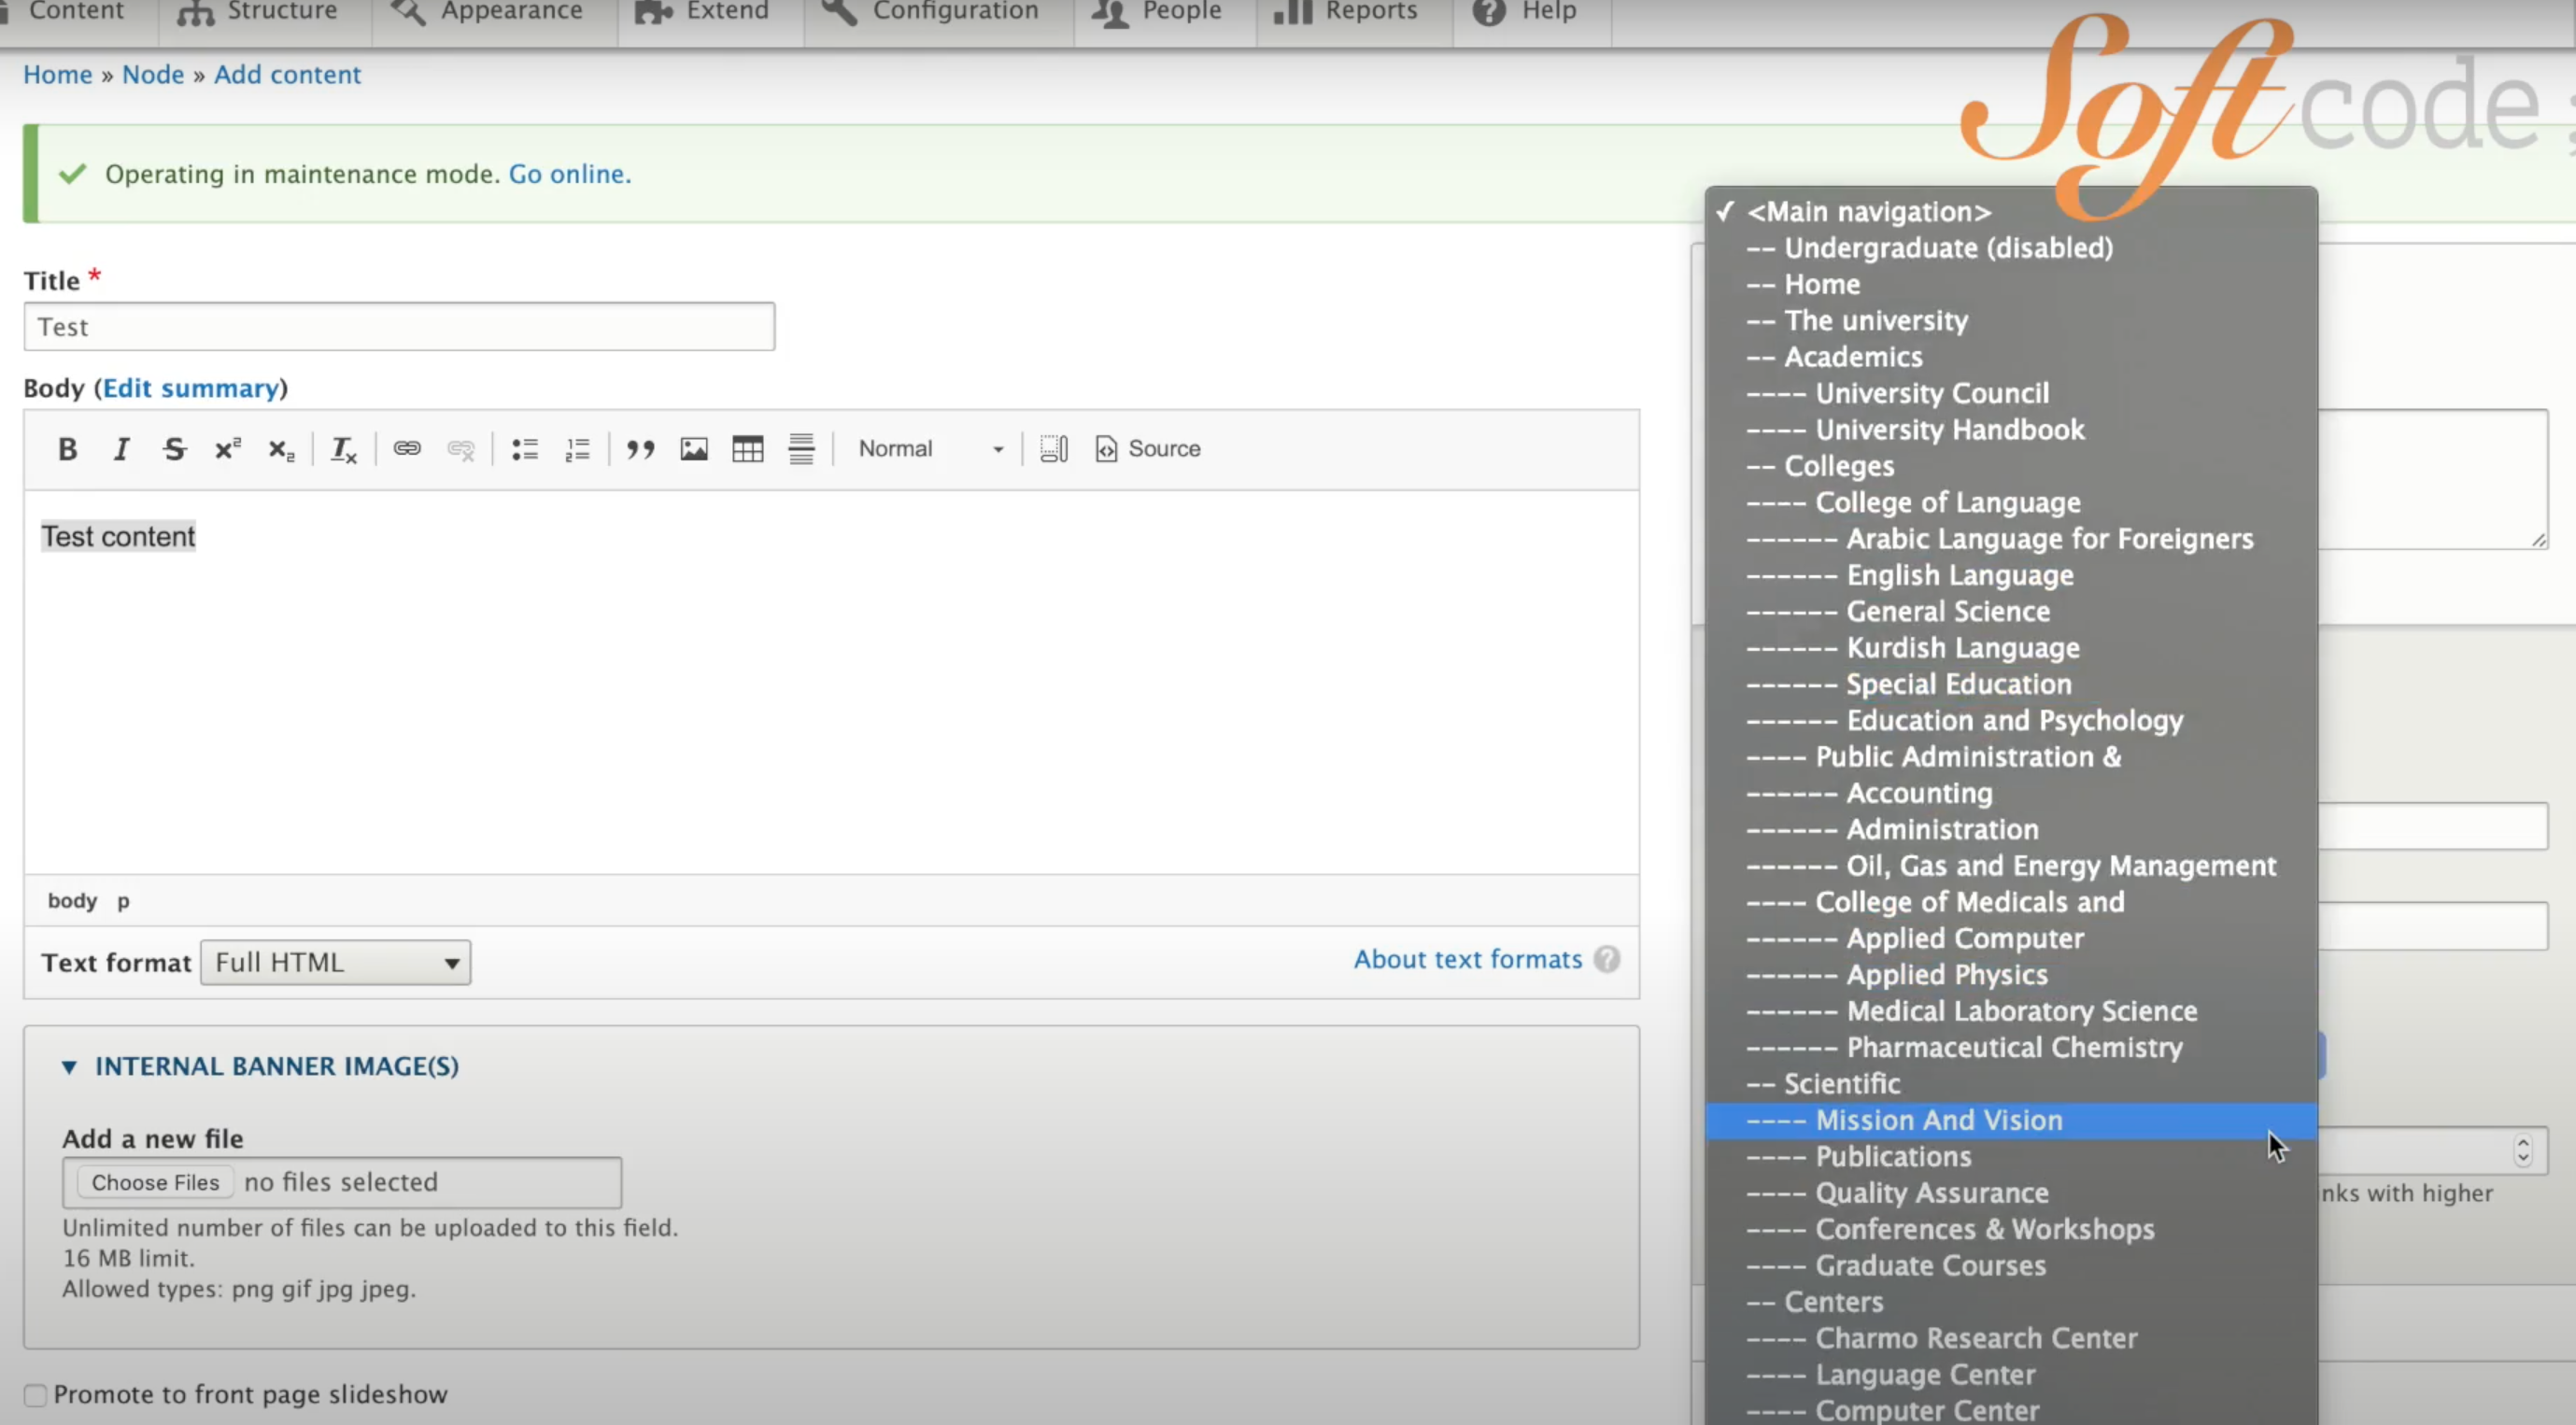 Content Structure Appearance Extend Configuration People Reports Help
Home » Node » Add content
Softcode
✓ Operating in maintenance mode. Go online.
Title *
Test
Body (Edit summary)
B I S x² x₂ Tx Normal Source
Test content
body p
Text format Full HTML
About text formats ?
INTERNAL BANNER IMAGE(S)
Add a new file
Choose Files no files selected
Unlimited number of files can be uploaded to this field.
16 MB limit.
Allowed types: png gif jpg jpeg.
Promote to front page slideshow
✓ <Main navigation>
-- Undergraduate (disabled)
-- Home
-- The university
-- Academics
---- University Council
---- University Handbook
-- Colleges
---- College of Language
------ Arabic Language for Foreigners
------ English Language
------ General Science
------ Kurdish Language
------ Special Education
------ Education and Psychology
---- Public Administration &
------ Accounting
------ Administration
------ Oil, Gas and Energy Management
---- College of Medicals and
------ Applied Computer
------ Applied Physics
------ Medical Laboratory Science
------ Pharmaceutical Chemistry
-- Scientific
---- Mission And Vision
---- Publications
---- Quality Assurance
---- Conferences & Workshops
---- Graduate Courses
-- Centers
---- Charmo Research Center
---- Language Center
---- Computer Center
nks with higher